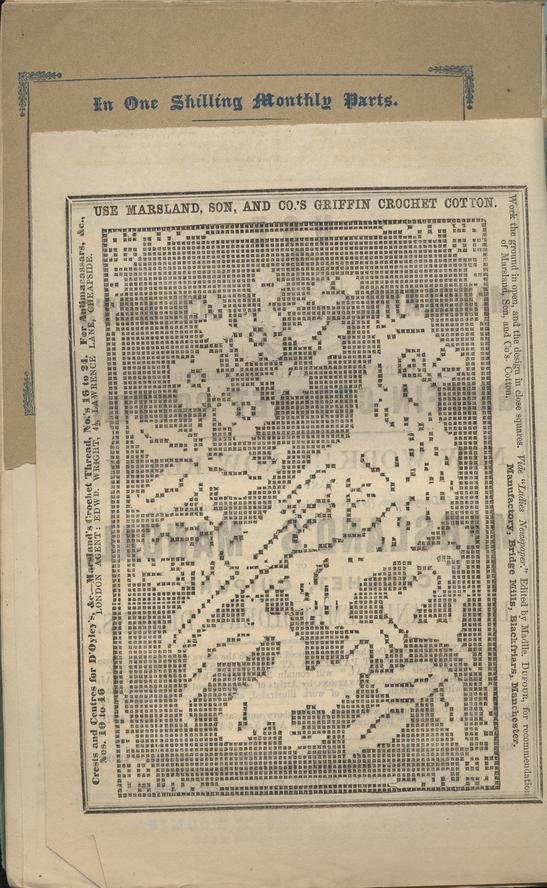 In One Shilling Monthly Parts.
USE MARSLAND, SON, AND CO.'S GRIFFIN CROCHET COTTON.
Work the ground in open, and the design in close squares. Vide "Ladies' Newspaper." Edited by Madlle. DUFOUR, for recommendation
of Marsland, Son, and Co's. Cotton.
Manufactory, Bridge Mills, Blackfriars, Manchester.
Crests and Centres for D'Oyley's, &c.—Marsland's Crochet Thread, No.'s 16 to 24. For Antimacassars, &c.,
Nos. 10 to 16
LONDON AGENT: EDWD. WRIGHT, LAWRENCE LANE, CHEAPSIDE.